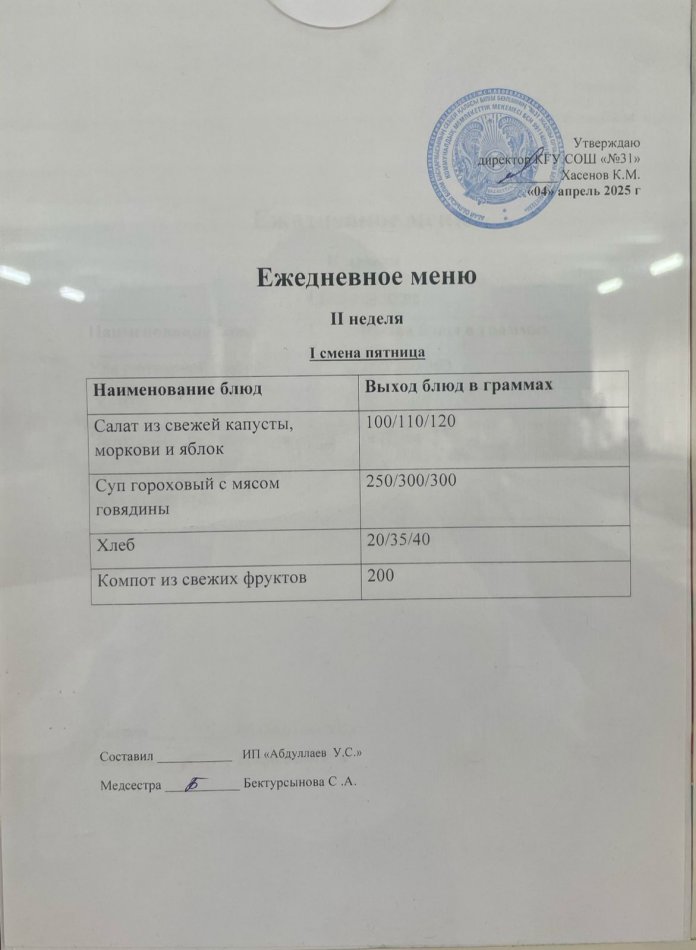 Утверждаю
директор КГУ СОШ «№31»
Хасенов К.М.
«04» апрель 2025 г
Ежедневное меню
II неделя
I смена пятница
Наименование блюд
Выход блюд в граммах
Салат из свежей капусты,
моркови и яблок
100/110/120
Суп гороховый с мясом
говядины
250/300/300
Хлеб
20/35/40
Компот из свежих фруктов
200
Составил ____________ ИП «Абдуллаев У.С.»
Медсестра ____________ Бектурсынова С .А.